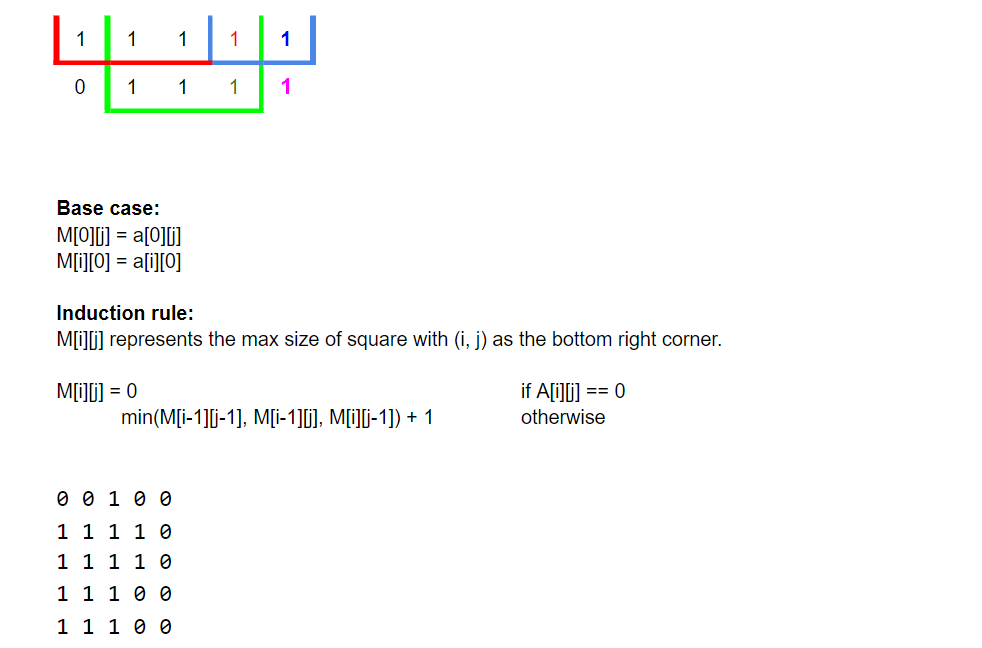 1 1 1 1 1
0 1 1 1 1
Base case:
M[0][j] = a[0][j]
M[i][0] = a[i][0]
Induction rule:
M[i][j] represents the max size of square with (i, j) as the bottom right corner.
M[i][j] = 0 if A[i][j] == 0
min(M[i-1][j-1], M[i-1][j], M[i][j-1]) + 1 otherwise
0 0 1 0 0
1 1 1 1 0
1 1 1 1 0
1 1 1 0 0
1 1 1 0 0